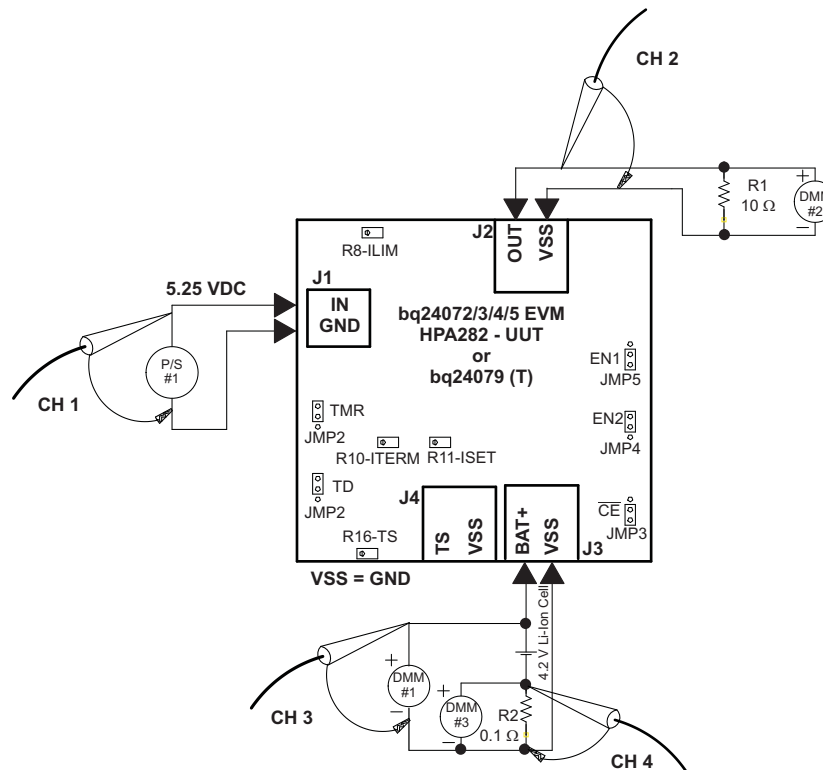 CH 2
R1
10 Ω
+
DMM
#2
–
J2
OUT
VSS
R8-ILIM
J1
IN
GND
5.25 VDC
bq24072/3/4/5 EVM
HPA282 - UUT
or
bq24079 (T)
P/S
#1
CH 1
EN1
JMP5
EN2
JMP4
TMR
JMP2
R10-ITERM
R11-ISET
TD
JMP2
CE
JMP3
J4
TS
VSS
BAT+
VSS
J3
R16-TS
VSS = GND
4.2 V Li-Ion Cell
+
DMM
#1
–
+
DMM
#3
–
R2
0.1 Ω
CH 3
CH 4